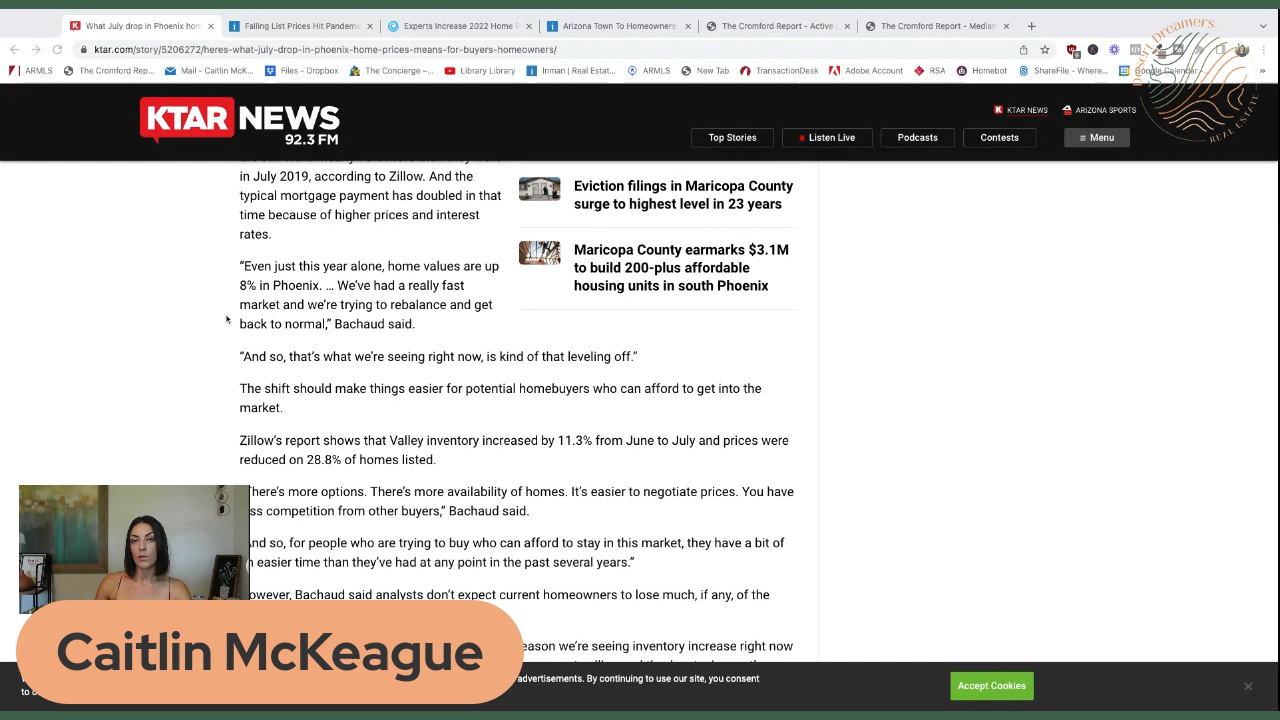 What July drop in Phoenix hom
Falling List Prices Hit Pandemic
Experts Increase 2022 Home P
Arizona Town To Homeowners:
The Cromford Report - Active
The Cromford Report - Median
ktar.com/story/5206272/heres-what-july-drop-in-phoenix-home-prices-means-for-buyers-homeowners/
ARMLS
The Cromford Rep...
Mail - Caitlin McK...
Files - Dropbox
The Concierge –...
Library Library
Inman | Real Estat...
ARMLS
New Tab
TransactionDesk
Adobe Account
RSA
Homebot
ShareFile - Where...
Google Calendar -
Desert Dreamers
REAL ESTATE
KTAR NEWS
92.3 FM
KTAR NEWS
ARIZONA SPORTS
Top Stories
Listen Live
Podcasts
Contests
Menu
in July 2019, according to Zillow. And the
typical mortgage payment has doubled in that
time because of higher prices and interest
rates.
“Even just this year alone, home values are up
8% in Phoenix. … We’ve had a really fast
market and we’re trying to rebalance and get
back to normal,” Bachaud said.
Eviction filings in Maricopa County
surge to highest level in 23 years
Maricopa County earmarks $3.1M
to build 200-plus affordable
housing units in south Phoenix
“And so, that’s what we’re seeing right now, is kind of that leveling off.”
The shift should make things easier for potential homebuyers who can afford to get into the
market.
Zillow’s report shows that Valley inventory increased by 11.3% from June to July and prices were
reduced on 28.8% of homes listed.
There’s more options. There’s more availability of homes. It’s easier to negotiate prices. You have
ss competition from other buyers,” Bachaud said.
And so, for people who are trying to buy who can afford to stay in this market, they have a bit of
n easier time than they’ve had at any point in the past several years.”
owever, Bachaud said analysts don’t expect current homeowners to lose much, if any, of the
eason we’re seeing inventory increase right now
advertisements. By continuing to use our site, you consent
to
Accept Cookies
Caitlin McKeague